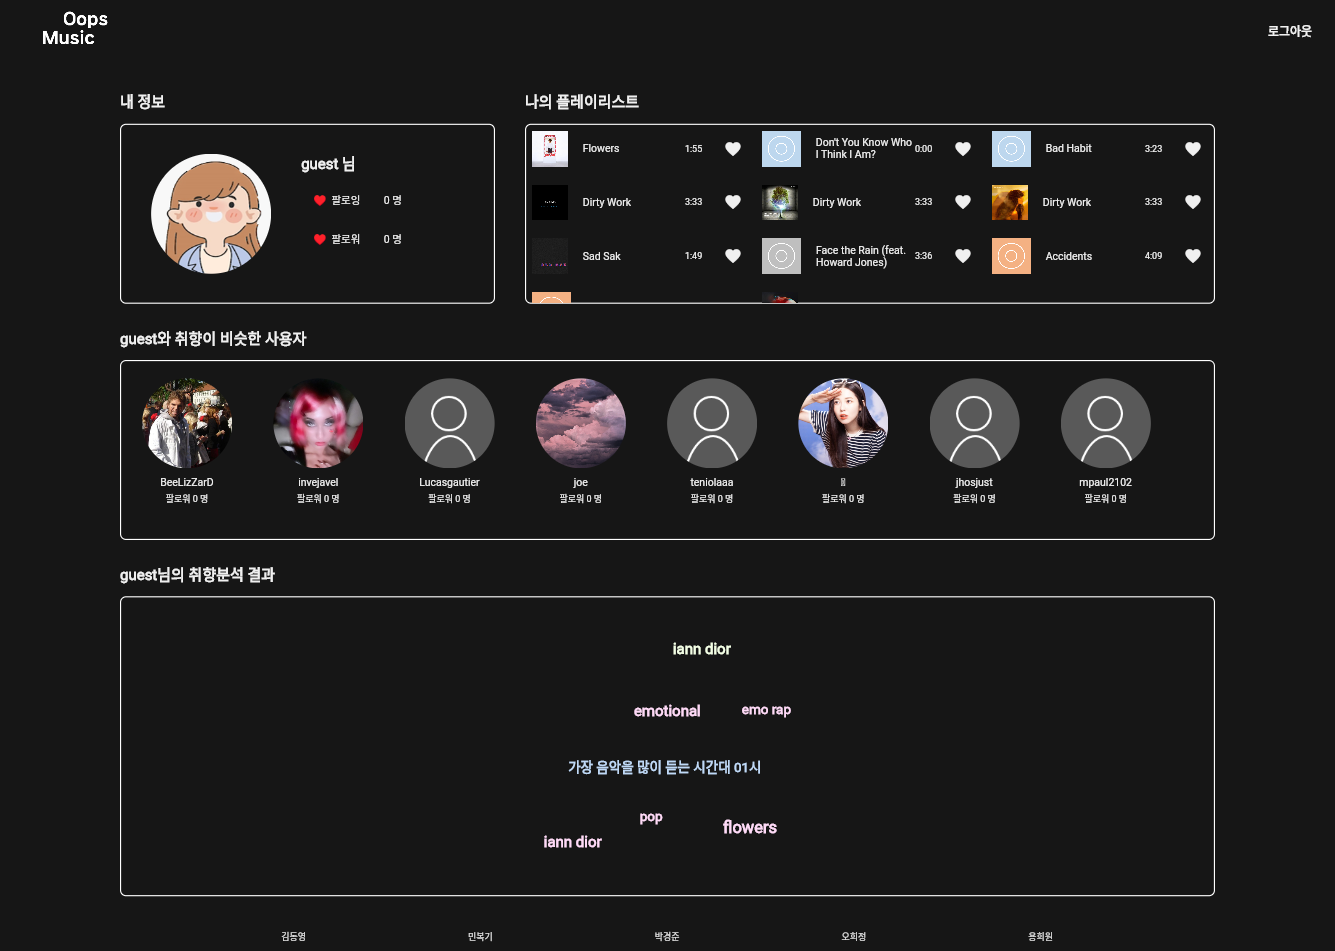 Oops
Music
로그아웃
내 정보
나의 플레이리스트
guest 님
팔로잉 0 명
팔로워 0 명
Flowers 1:55
Don't You Know Who
I Think I Am? 0:00
Bad Habit 3:23
Dirty Work 3:33
Dirty Work 3:33
Dirty Work 3:33
Sad Sak 1:49
Face the Rain (feat.
Howard Jones) 3:36
Accidents 4:09
guest와 취향이 비슷한 사용자
BeeLizZarD
팔로워 0 명
invejavel
팔로워 0 명
Lucasgautier
팔로워 0 명
joe
팔로워 0 명
teniolaaa
팔로워 0 명
팔로워 0 명
jhosjust
팔로워 0 명
mpaul2102
팔로워 0 명
guest님의 취향분석 결과
iann dior
emotional
emo rap
가장 음악을 많이 듣는 시간대 01시
pop
flowers
iann dior
김동영 민복기 박경준 오희정 용희원